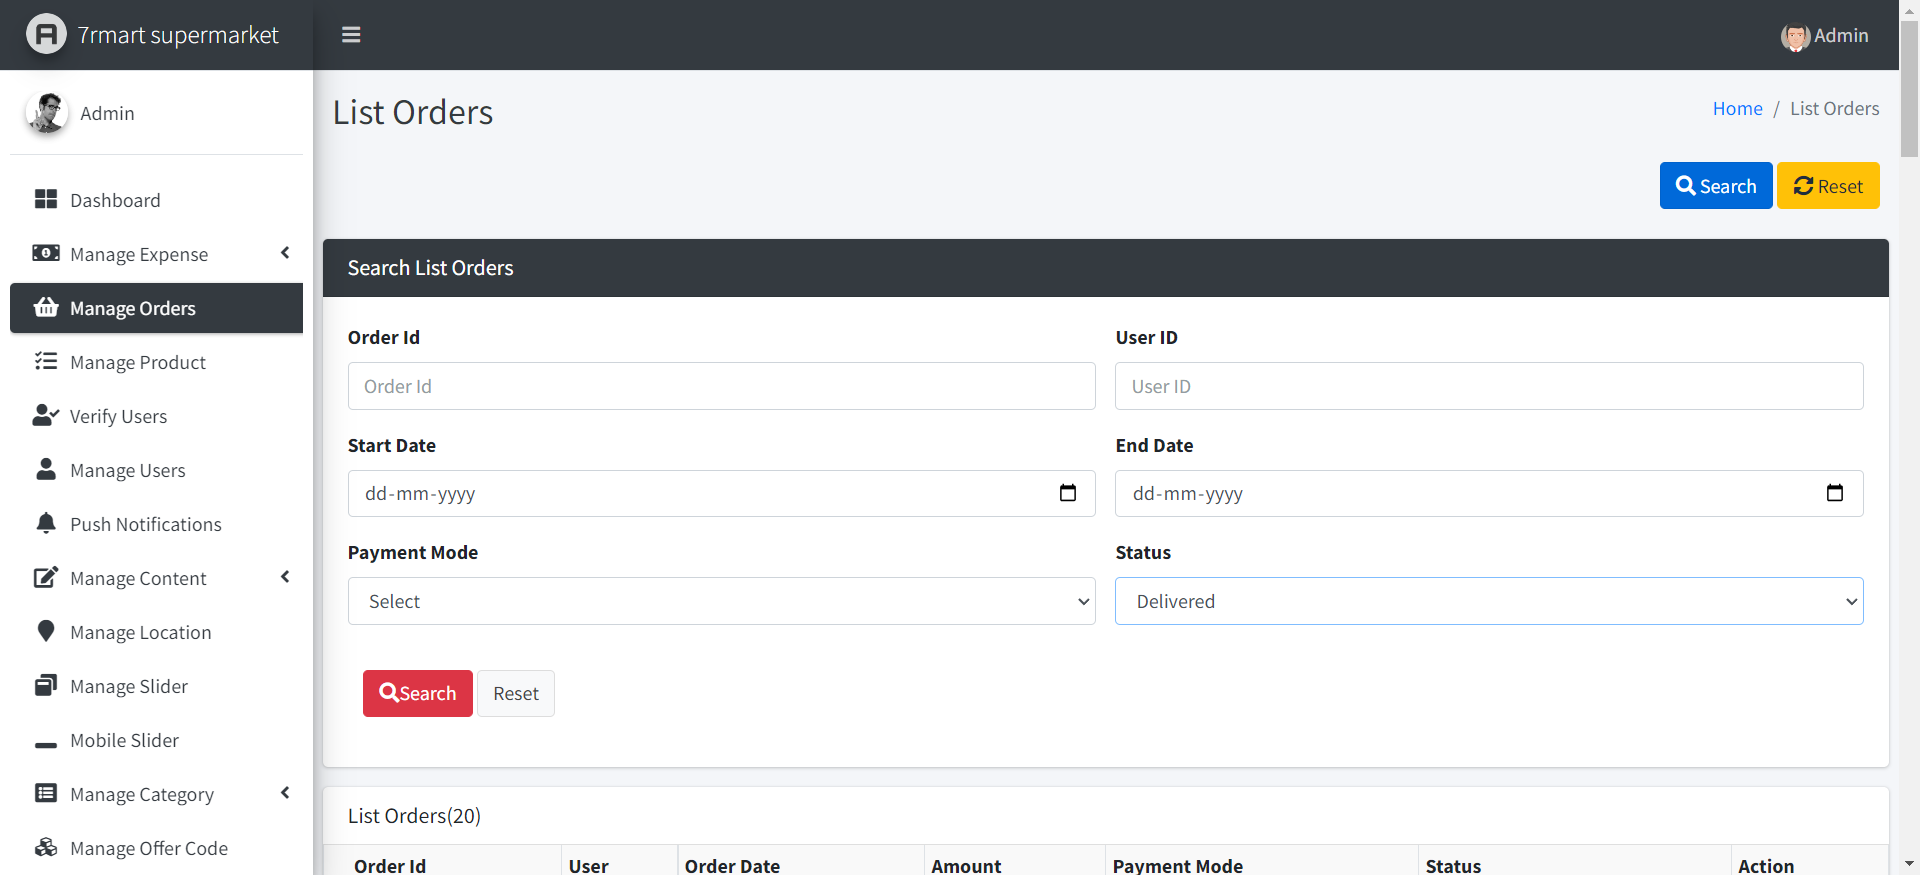 7rmart supermarket
Admin
Admin
List Orders
Home / List Orders
Search
Reset
Dashboard
Manage Expense
Manage Orders
Manage Product
Verify Users
Manage Users
Push Notifications
Manage Content
Manage Location
Manage Slider
Mobile Slider
Manage Category
Manage Offer Code
Search List Orders
Order Id
User ID
Order Id
User ID
Start Date
End Date
dd-mm-yyyy
dd-mm-yyyy
Payment Mode
Status
Select
Delivered
Search
Reset
List Orders(20)
Order Id User Order Date Amount Payment Mode Status Action